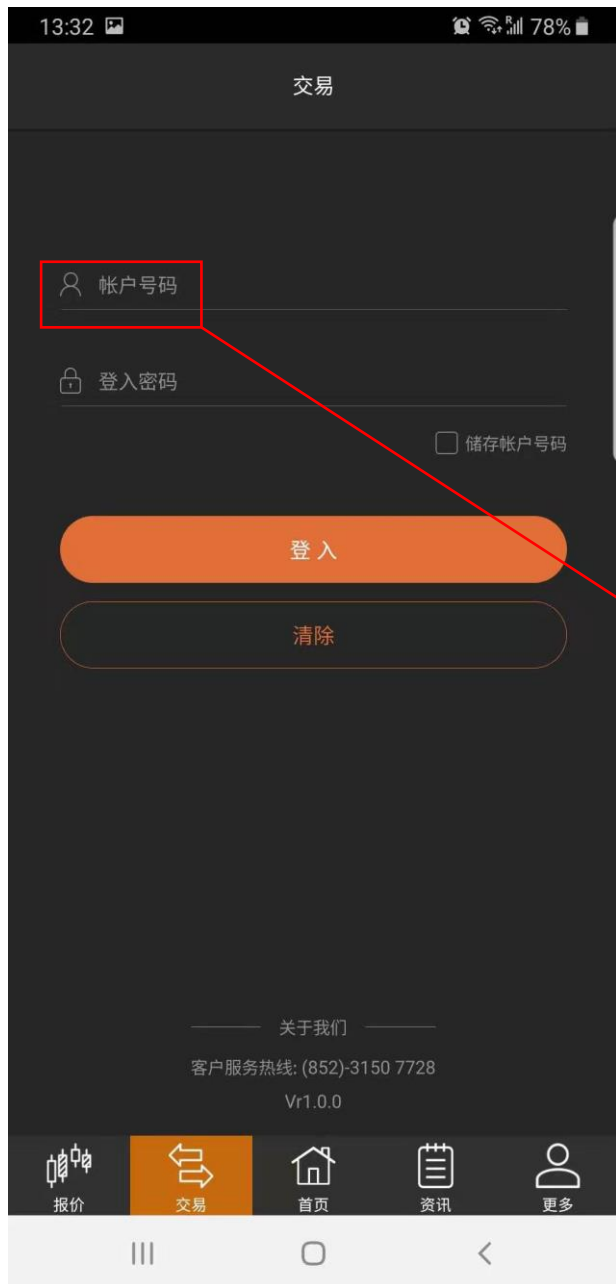 13:32 78%
交易
帐户号码
登入密码
储存帐户号码
登 入
清除
关于我们
客户服务热线: (852)-3150 7728
Vr1.0.0
报价 交易 首页 资讯 更多